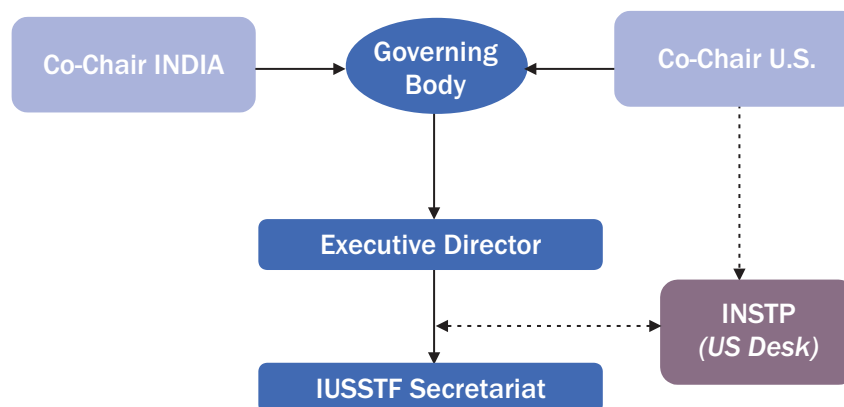 Co-Chair INDIA
Governing
Body
Co-Chair U.S.
Executive Director
INSTP
(US Desk)
IUSSTF Secretariat